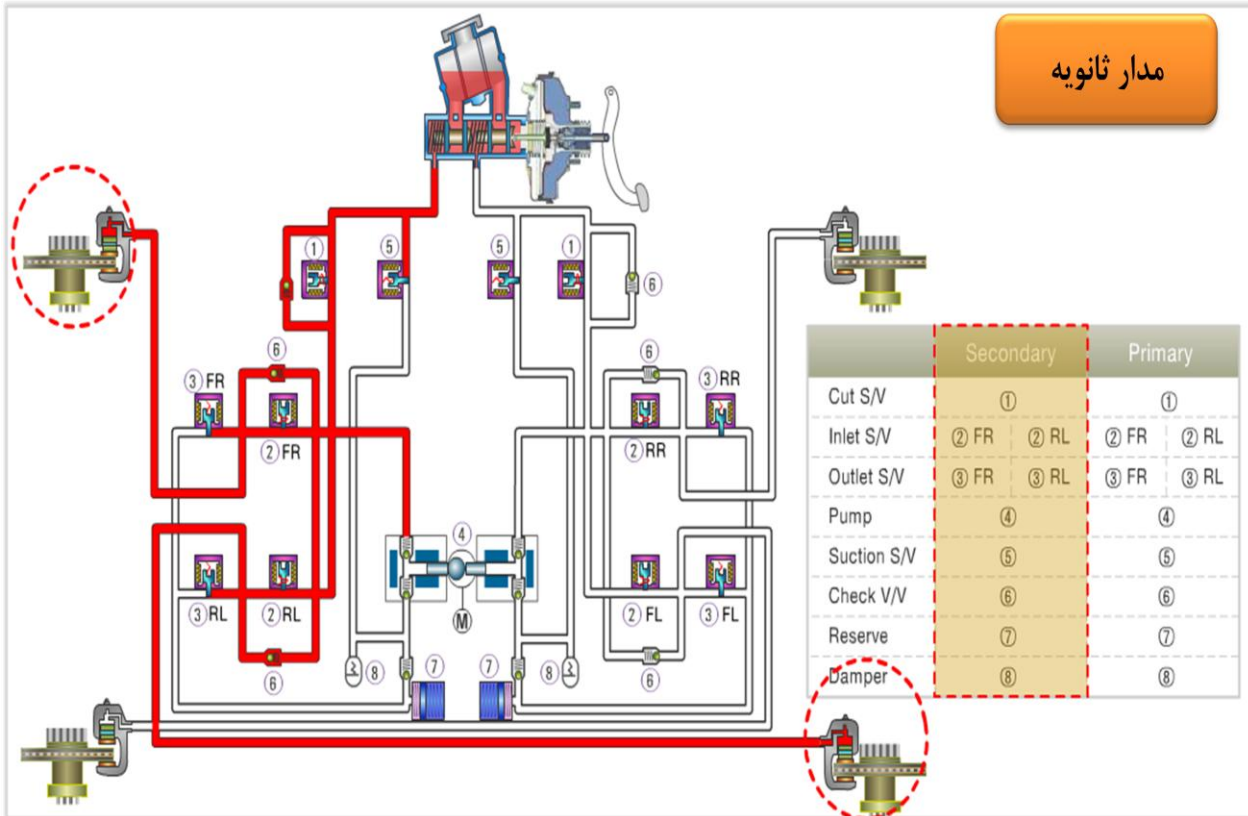 مدار ثانویه
① ⑤ ⑤ ①
⑥
⑥ ⑥
③ FR ③ RR
② FR ② RR
④
③ RL ② RL ② FL ③ FL
M
⑥ ⑧ ⑦ ⑦ ⑧ ⑥
Secondary Primary
Cut S/V ① ①
Inlet S/V ② FR ② RL ② FR ② RL
Outlet S/V ③ FR ③ RL ③ FR ③ RL
Pump ④ ④
Suction S/V ⑤ ⑤
Check V/V ⑥ ⑥
Reserve ⑦ ⑦
Damper ⑧ ⑧